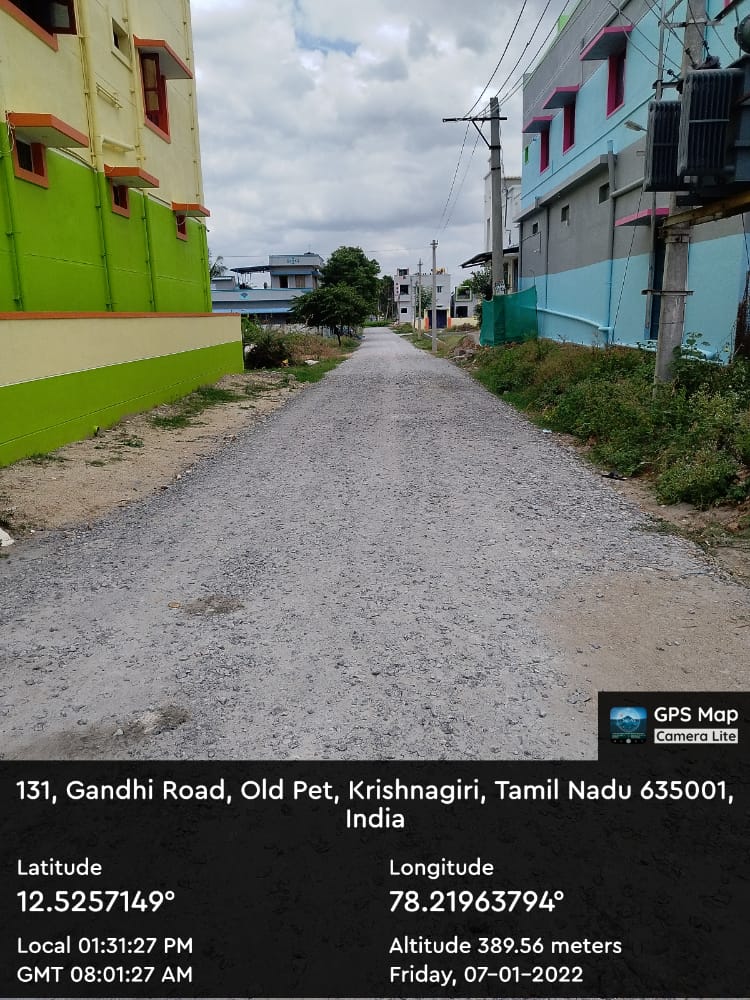 GPS Map
Camera Lite
131, Gandhi Road, Old Pet, Krishnagiri, Tamil Nadu 635001,
India
Latitude
12.5257149°
Longitude
78.21963794°
Local 01:31:27 PM
GMT 08:01:27 AM
Altitude 389.56 meters
Friday, 07-01-2022